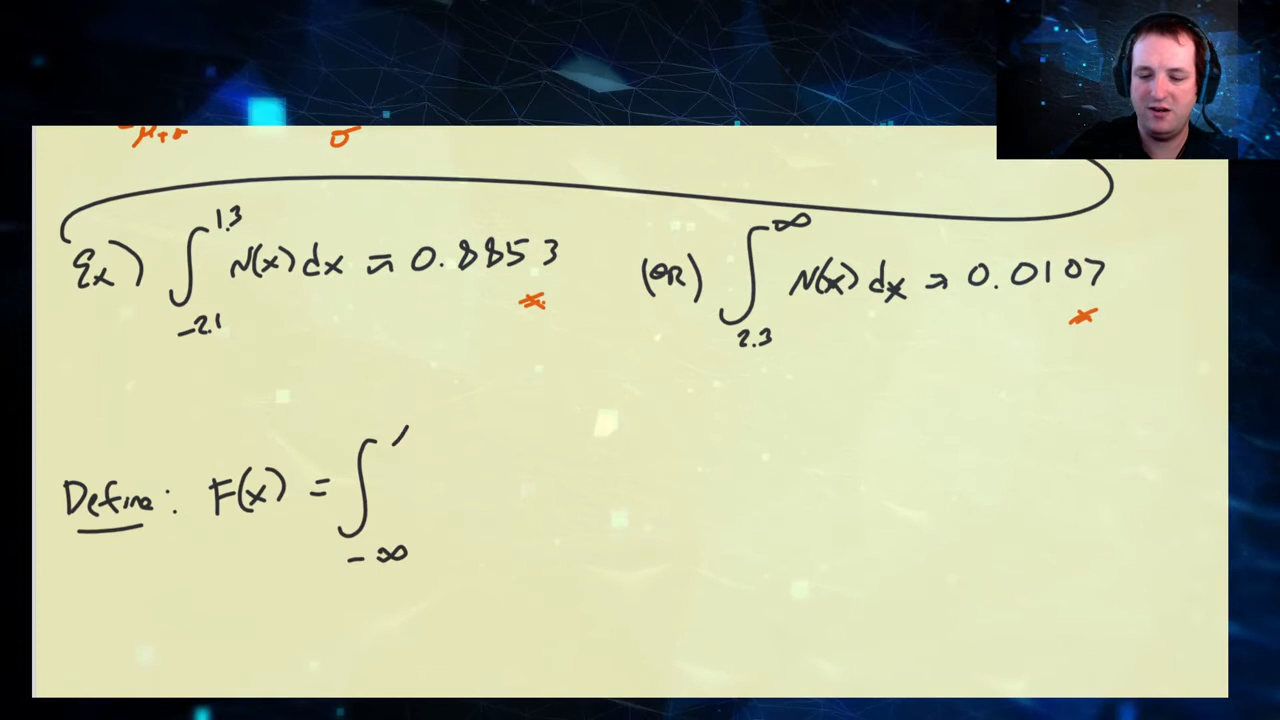 -μ+σ σ
Ex) ∫_{-2.1}^{1.3} N(x) dx ≈ 0.8853 (OR) ∫_{2.3}^{∞} N(x) dx ≈ 0.0107
Define: F(x) = ∫_{-∞}